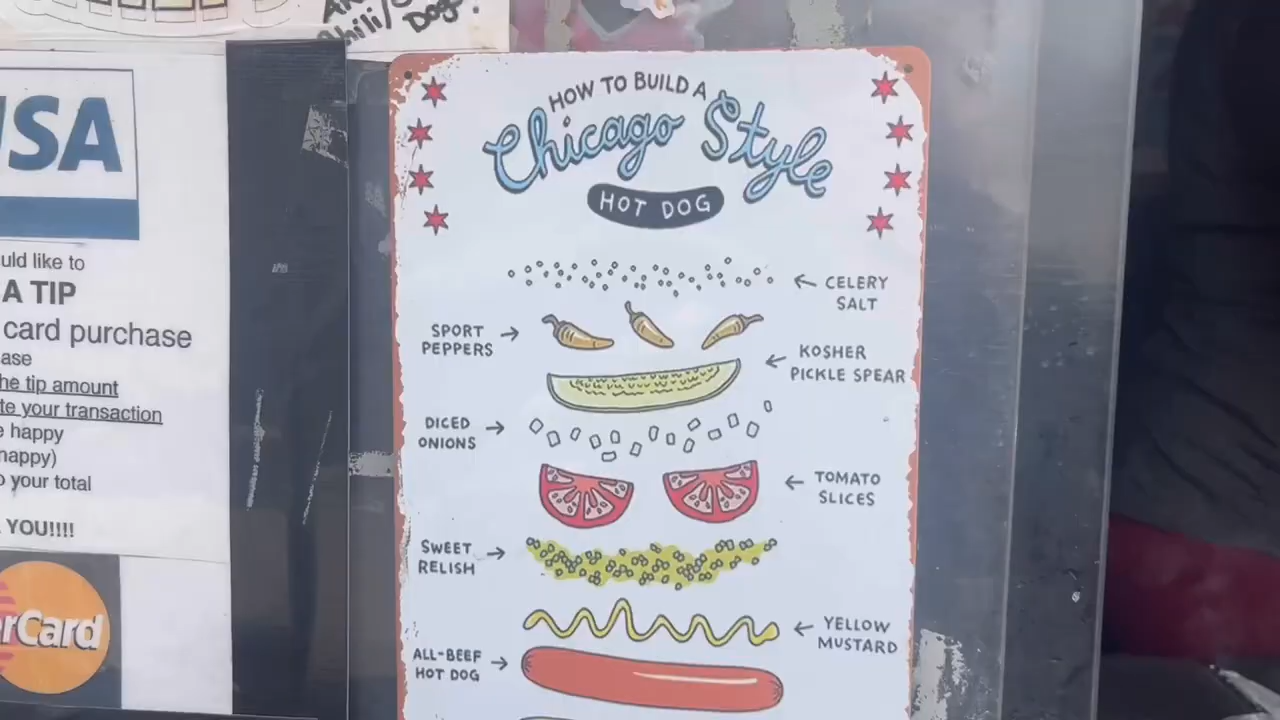 Dogs!
HOW TO BUILD A
Chicago Style
HOT DOG
CELERY
SALT
SPORT
PEPPERS
KOSHER
PICKLE SPEAR
DICED
ONIONS
TOMATO
SLICES
SWEET
RELISH
YELLOW
MUSTARD
ALL-BEEF
HOT DOG
VISA
uld like to
A TIP
card purchase
ase
he tip amount
te your transaction
e happy
happy)
o your total
YOU!!!!
rCard